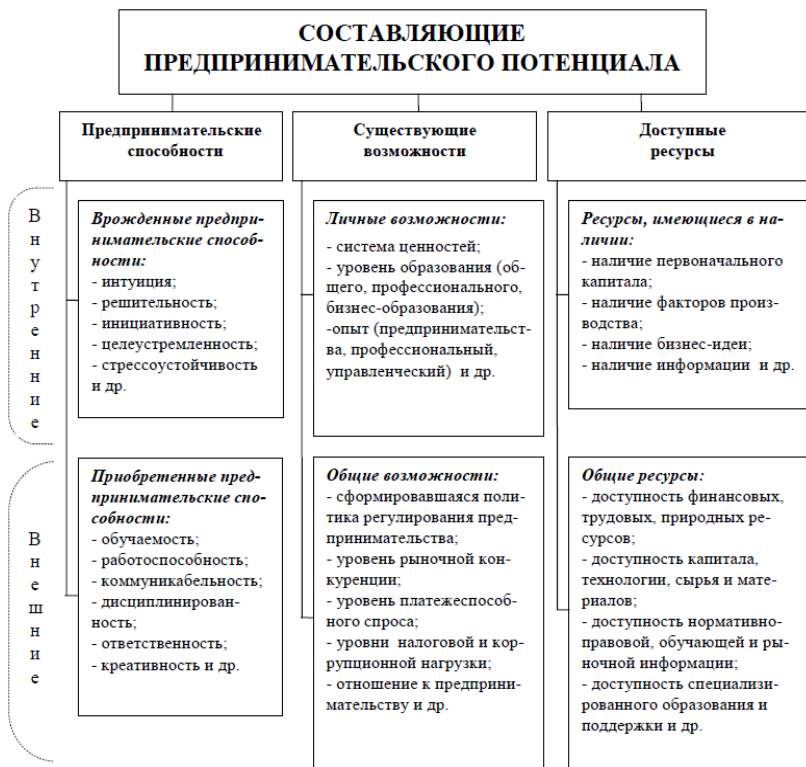 СОСТАВЛЯЮЩИЕ
ПРЕДПРИНИМАТЕЛЬСКОГО ПОТЕНЦИАЛА
Предпринимательские
способности
Существующие
возможности
Доступные
ресурсы
Внутренние
Врожденные предпри-
нимательские способ-
ности:
- интуиция;
- решительность;
- инициативность;
- целеустремленность;
- стрессоустойчивость
и др.
Личные возможности:
- система ценностей;
- уровень образования (об-
щего, профессионального,
бизнес-образования);
-опыт (предпринимательст-
ва, профессиональный,
управленческий) и др.
Ресурсы, имеющиеся в на-
личии:
- наличие первоначального
капитала;
- наличие факторов произ-
водства;
- наличие бизнес-идеи;
- наличие информации и др.
Внешние
Приобретенные пред-
принимательские спо-
собности:
- обучаемость;
- работоспособность;
- коммуникабельность;
- дисциплинирован-
ность;
- ответственность;
- креативность и др.
Общие возможности:
- сформировавшаяся поли-
тика регулирования пред-
принимательства;
- уровень рыночной кон-
куренции;
- уровень платежеспособ-
ного спроса;
- уровни налоговой и кор-
рупционной нагрузки;
- отношение к предприни-
мательству и др.
Общие ресурсы:
- доступность финансовых,
трудовых, природных ре-
сурсов;
- доступность капитала,
технологии, сырья и мате-
риалов;
- доступность нормативно-
правовой, обучающей и ры-
ночной информации;
- доступность специализи-
рованного образования и
поддержки и др.